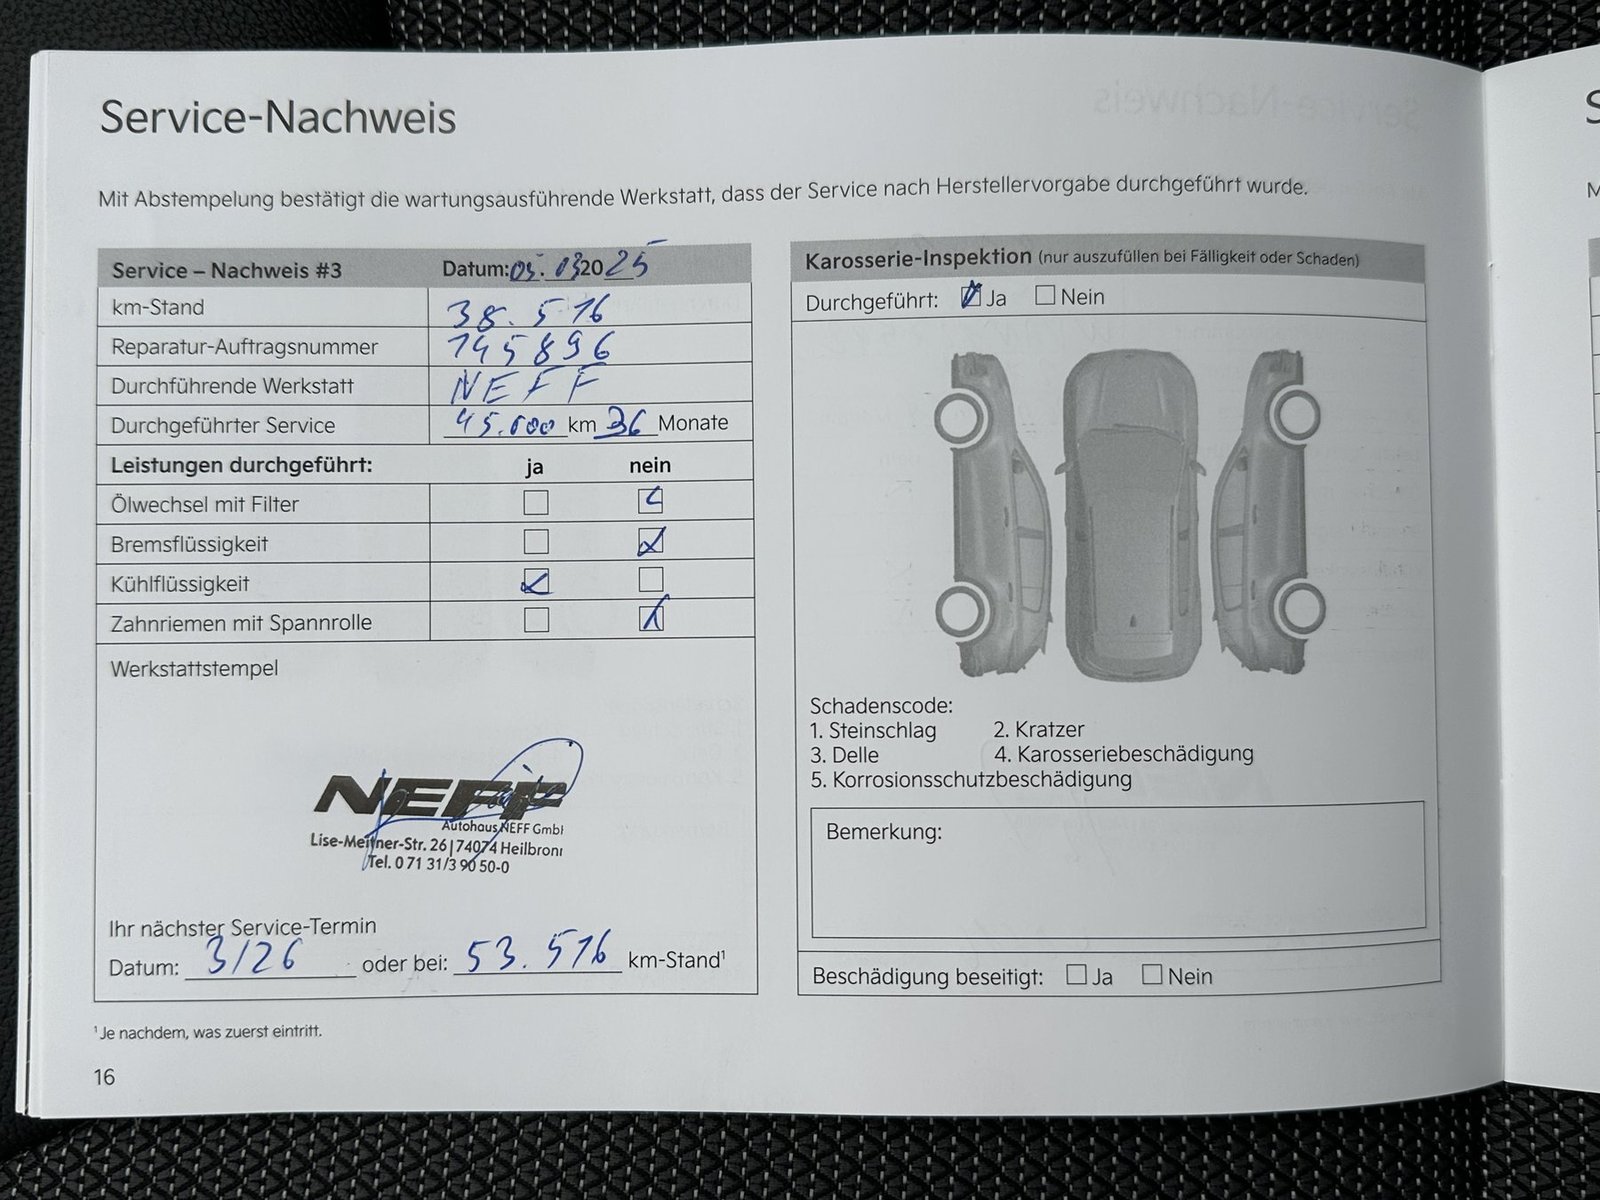 Service-Nachweis
Mit Abstempelung bestätigt die wartungsausführende Werkstatt, dass der Service nach Herstellervorgabe durchgeführt wurde.
Service – Nachweis #3 Datum: 05. 03 2025
km-Stand 38.516
Reparatur-Auftragsnummer 145896
Durchführende Werkstatt NEFF
Durchgeführter Service 45.000 km 36 Monate
Leistungen durchgeführt: ja nein
Ölwechsel mit Filter
Bremsflüssigkeit
Kühlflüssigkeit
Zahnriemen mit Spannrolle
Werkstattstempel
NEFF
Autohaus NEFF GmbH
Lise-Meitner-Str. 26 | 74074 Heilbronn
Tel. 0 71 31/3 90 50-0
Ihr nächster Service-Termin
Datum: 3/26 oder bei: 53.516 km-Stand¹
¹ Je nachdem, was zuerst eintritt.
16
Karosserie-Inspektion (nur auszufüllen bei Fälligkeit oder Schaden)
Durchgeführt: Ja Nein
Schadenscode:
1. Steinschlag 2. Kratzer
3. Delle 4. Karosseriebeschädigung
5. Korrosionsschutzbeschädigung
Bemerkung:
Beschädigung beseitigt: Ja Nein